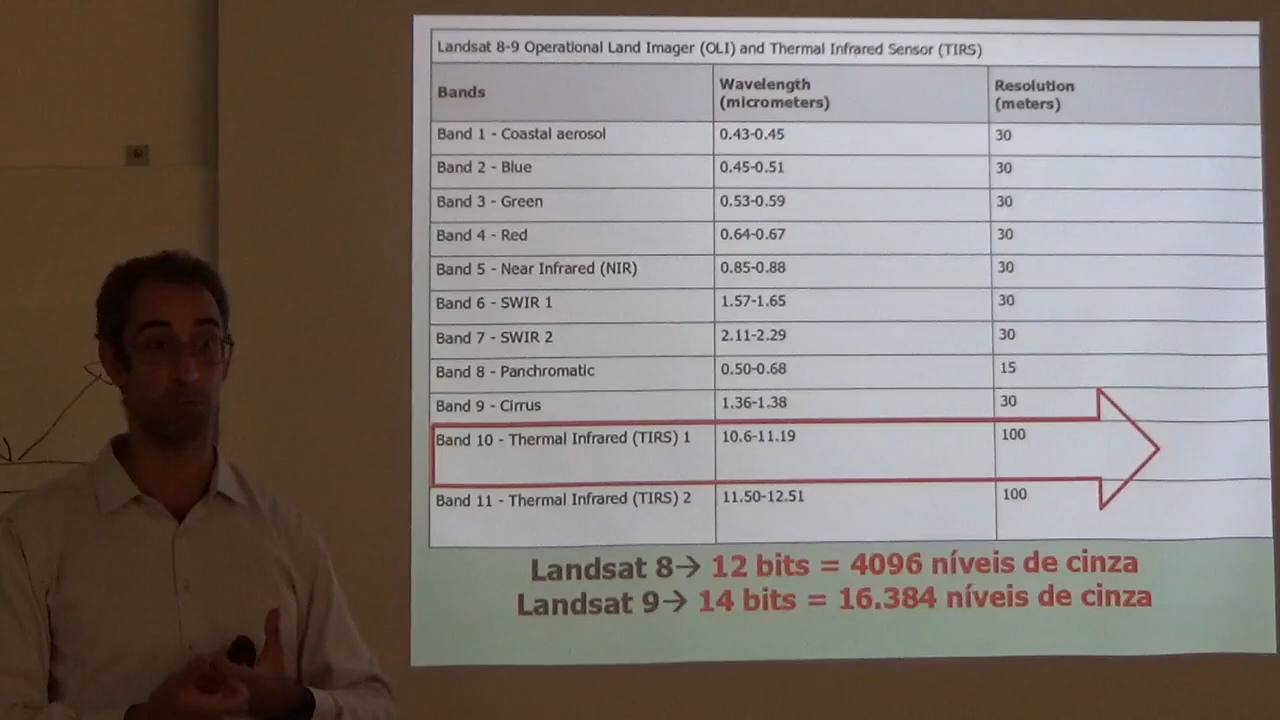 Landsat 8-9 Operational Land Imager (OLI) and Thermal Infrared Sensor (TIRS)
Bands Wavelength (micrometers) Resolution (meters)
Band 1 - Coastal aerosol 0.43-0.45 30
Band 2 - Blue 0.45-0.51 30
Band 3 - Green 0.53-0.59 30
Band 4 - Red 0.64-0.67 30
Band 5 - Near Infrared (NIR) 0.85-0.88 30
Band 6 - SWIR 1 1.57-1.65 30
Band 7 - SWIR 2 2.11-2.29 30
Band 8 - Panchromatic 0.50-0.68 15
Band 9 - Cirrus 1.36-1.38 30
Band 10 - Thermal Infrared (TIRS) 1 10.6-11.19 100
Band 11 - Thermal Infrared (TIRS) 2 11.50-12.51 100
Landsat 8→ 12 bits = 4096 níveis de cinza
Landsat 9→ 14 bits = 16.384 níveis de cinza